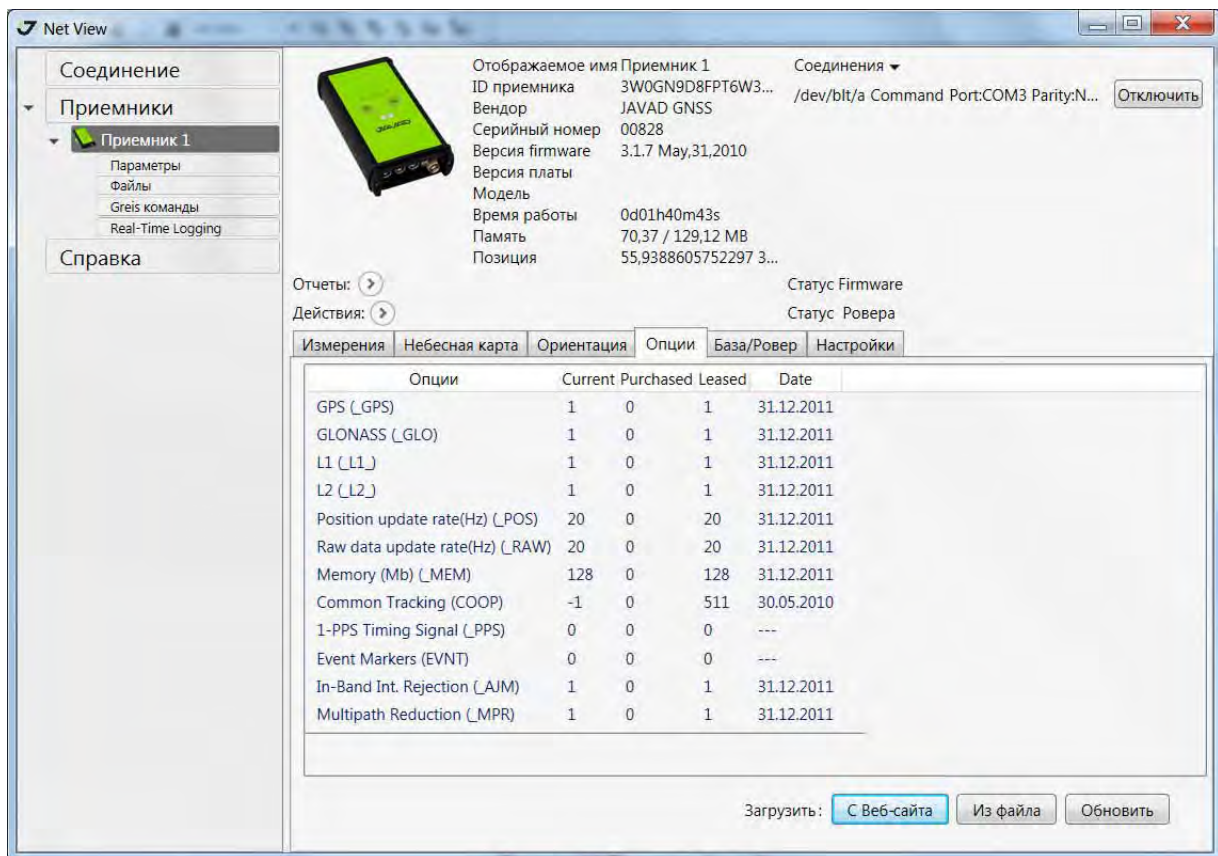 Net View
Соединение
Приемники
Приемник 1
Параметры
Файлы
Greis команды
Real-Time Logging
Справка
JAVAD
Отображаемое имя Приемник 1
ID приемника 3W0GN9D8FPT6W3...
Вендор JAVAD GNSS
Серийный номер 00828
Версия firmware 3.1.7 May,31,2010
Версия платы
Модель
Время работы 0d01h40m43s
Память 70,37 / 129,12 MB
Позиция 55,9388605752297 3...
Соединения
/dev/blt/a Command Port:COM3 Parity:N... Отключить
Отчеты:
Действия:
Статус Firmware
Статус Ровера
Измерения Небесная карта Ориентация Опции База/Ровер Настройки
Опции Current Purchased Leased Date
GPS (_GPS) 1 0 1 31.12.2011
GLONASS (_GLO) 1 0 1 31.12.2011
L1 (_L1_) 1 0 1 31.12.2011
L2 (_L2_) 1 0 1 31.12.2011
Position update rate(Hz) (_POS) 20 0 20 31.12.2011
Raw data update rate(Hz) (_RAW) 20 0 20 31.12.2011
Memory (Mb) (_MEM) 128 0 128 31.12.2011
Common Tracking (COOP) -1 0 511 30.05.2010
1-PPS Timing Signal (_PPS) 0 0 0 ---
Event Markers (EVNT) 0 0 0 ---
In-Band Int. Rejection (_AJM) 1 0 1 31.12.2011
Multipath Reduction (_MPR) 1 0 1 31.12.2011
Загрузить: С Веб-сайта Из файла Обновить